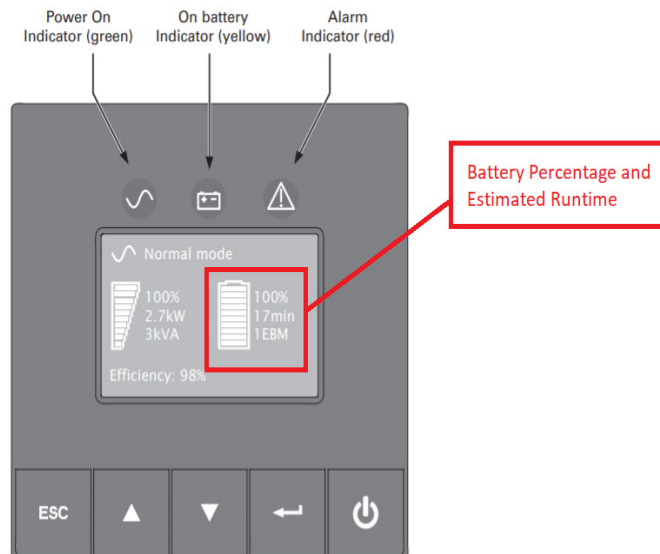 Power On
Indicator (green)
On battery
Indicator (yellow)
Alarm
Indicator (red)
Battery Percentage and
Estimated Runtime
Normal mode
100%
2.7kW
3kVA
100%
17min
1EBM
Efficiency: 98%
ESC